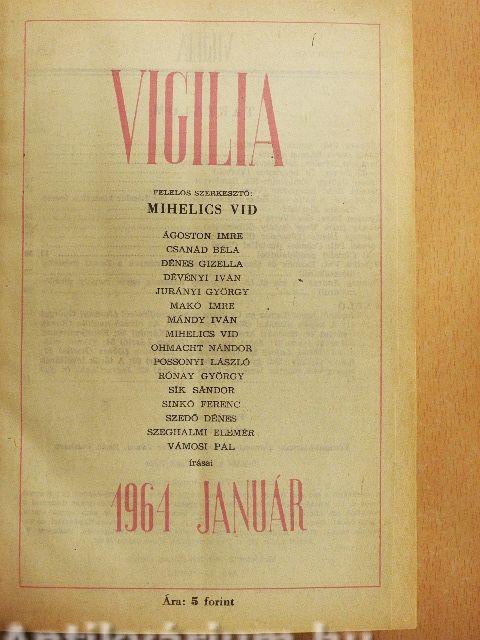 VIGILIA
FELELŐS SZERKESZTŐ:
MIHELICS VID
ÁGOSTON IMRE
CSANÁD BÉLA
DÉNES GIZELLA
DÉVÉNYI IVÁN
JURÁNYI GYÖRGY
MAKÓ IMRE
MÁNDY IVÁN
MIHELICS VID
OHMACHT NÁNDOR
POSSONYI LÁSZLÓ
RÓNAY GYÖRGY
SÍK SÁNDOR
SINKÓ FERENC
SZEDŐ DÉNES
SZEGHALMI ELEMÉR
VÁMOSI PÁL
írásai
1964 JANUÁR
Ára: 5 forint
Antikvárium.hu